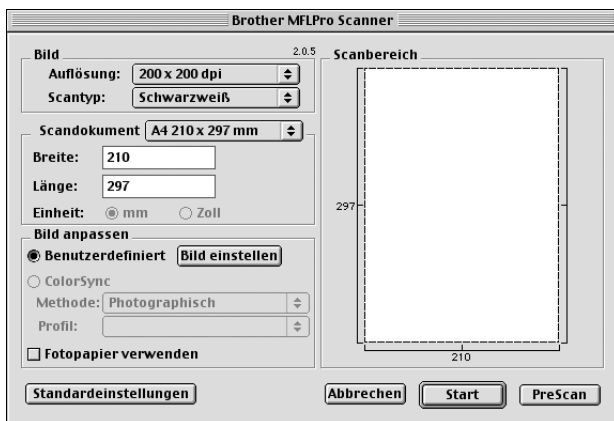 Brother MFLPro Scanner
Bild 2.0.5
Auflösung: 200 x 200 dpi
Scantyp: Schwarzweiß
Scandokument A4 210 x 297 mm
Breite: 210
Länge: 297
Einheit: mm Zoll
Bild anpassen
Benutzerdefiniert Bild einstellen
ColorSync
Methode: Photographisch
Profil:
Fotopapier verwenden
Scanbereich
297
210
Standardeinstellungen Abbrechen Start PreScan